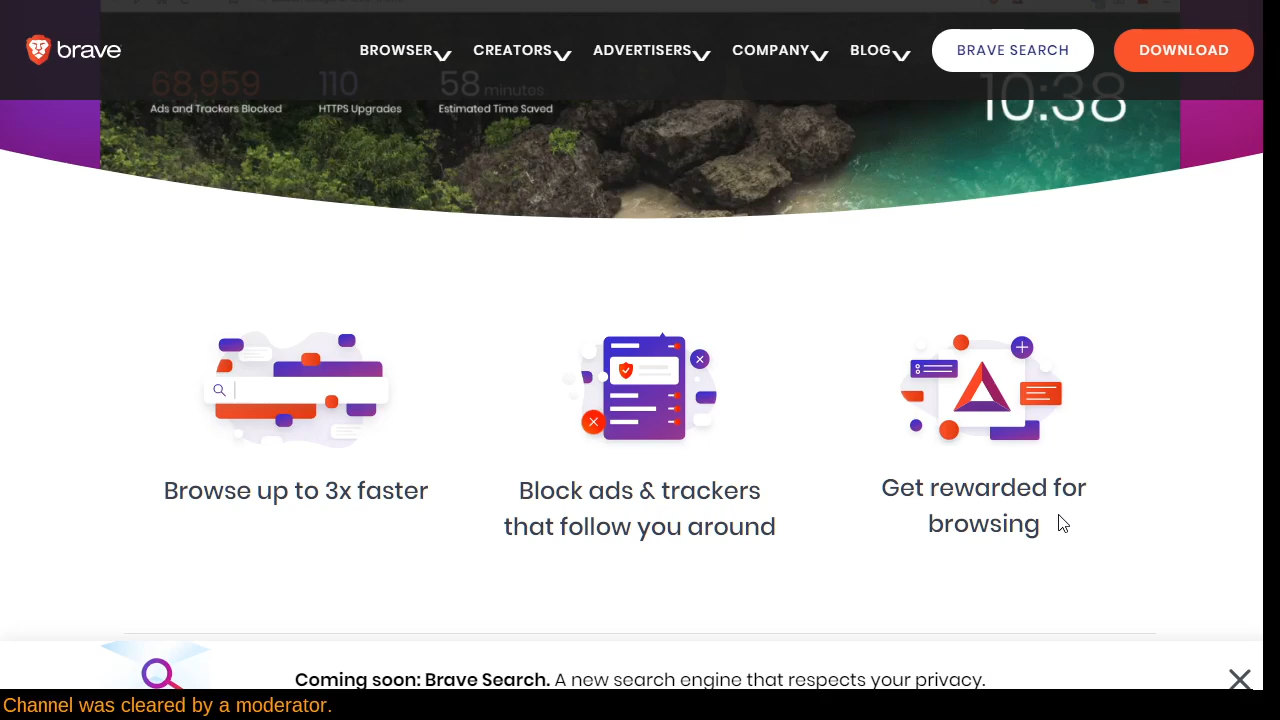 brave
BROWSER CREATORS ADVERTISERS COMPANY BLOG BRAVE SEARCH DOWNLOAD
68,959 110 58 minutes
Ads and Trackers Blocked HTTPS Upgrades Estimated Time Saved
10:38
Browse up to 3x faster
Block ads & trackers
that follow you around
Get rewarded for
browsing
Coming soon: Brave Search. A new search engine that respects your privacy.
Channel was cleared by a moderator.